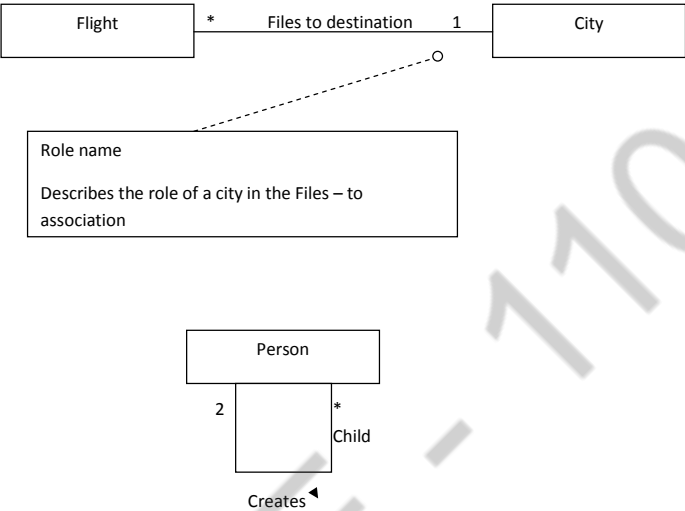 Flight * Files to destination 1 City
Role name
Describes the role of a city in the Files – to
association
Person
2 *
Child
Creates
110